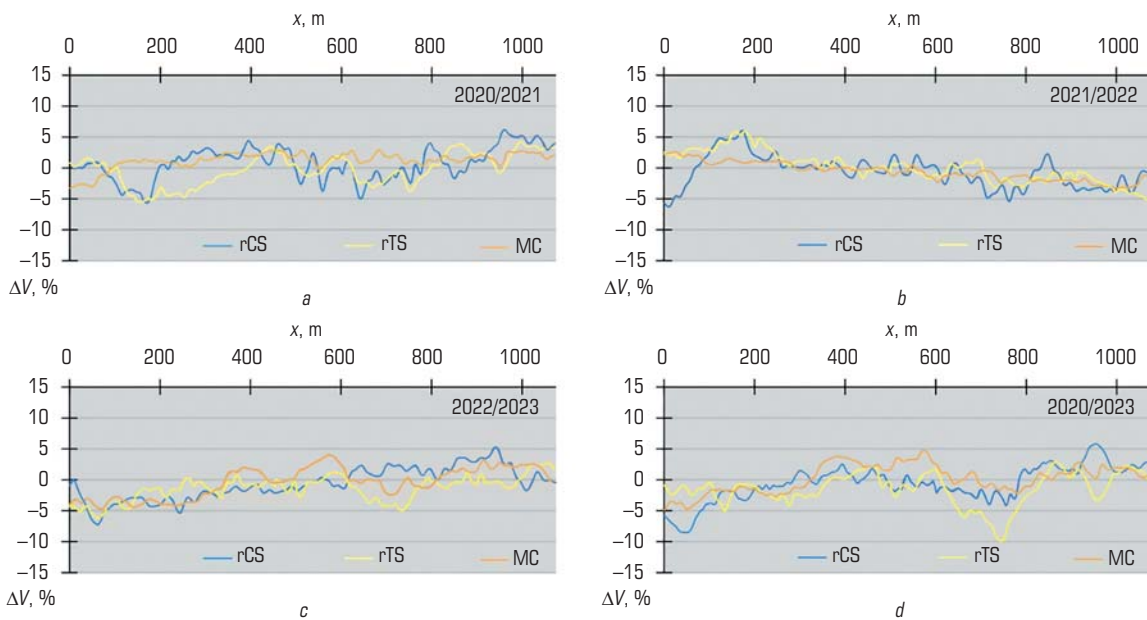 x, m
0 200 400 600 800 1000
15
2020/2021
10
5
0
–5
–10
rCS rTS MC
–15
ΔV, %
a
x, m
0 200 400 600 800 1000
15
2021/2022
10
5
0
–5
–10
rCS rTS MC
–15
ΔV, %
b
x, m
0 200 400 600 800 1000
15
2022/2023
10
5
0
–5
–10
rCS rTS MC
–15
ΔV, %
c
x, m
0 200 400 600 800 1000
15
2020/2023
10
5
0
–5
–10
rCS rTS MC
–15
ΔV, %
d